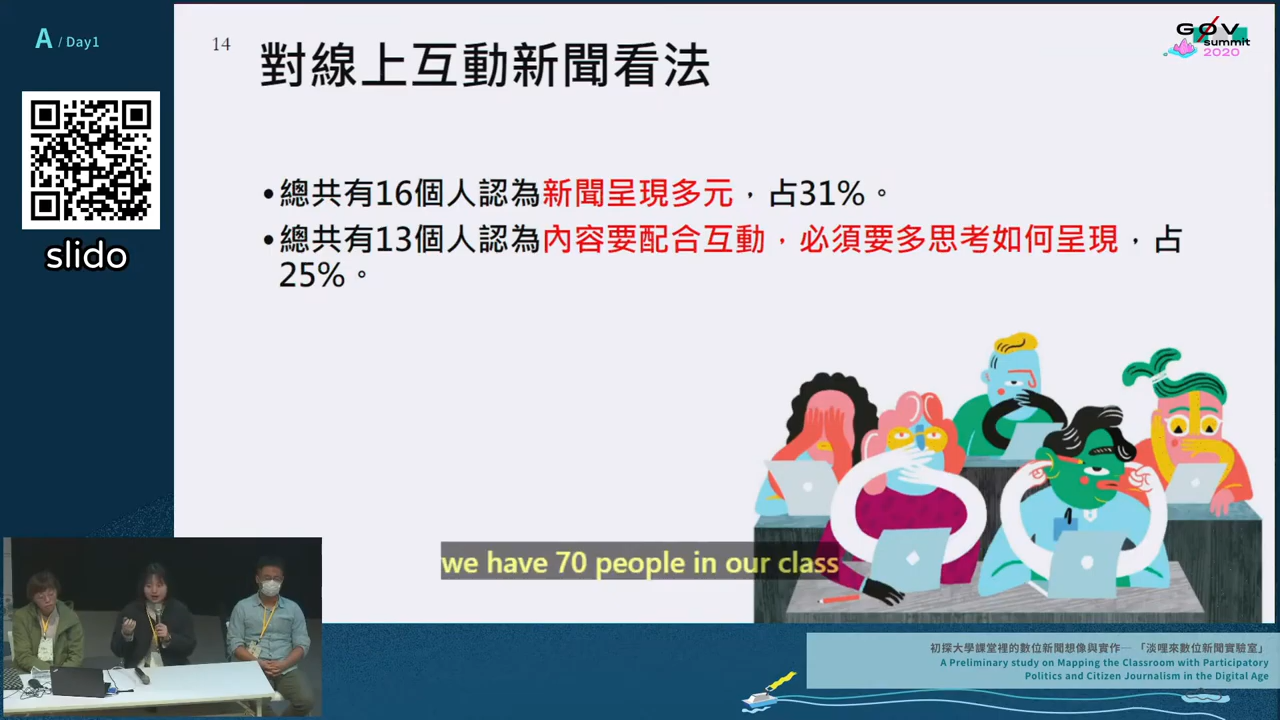 A / Day1
14
對線上互動新聞看法
GØV
summit
2020
slido
•總共有16個人認為新聞呈現多元，占31%。
•總共有13個人認為內容要配合互動，必須要多思考如何呈現，占
25%。
we have 70 people in our class
初探大學課堂裡的數位新聞想像與實作─「淡哩來數位新聞實驗室」
A Preliminary study on Mapping the Classroom with Participatory
Politics and Citizen Journalism in the Digital Age